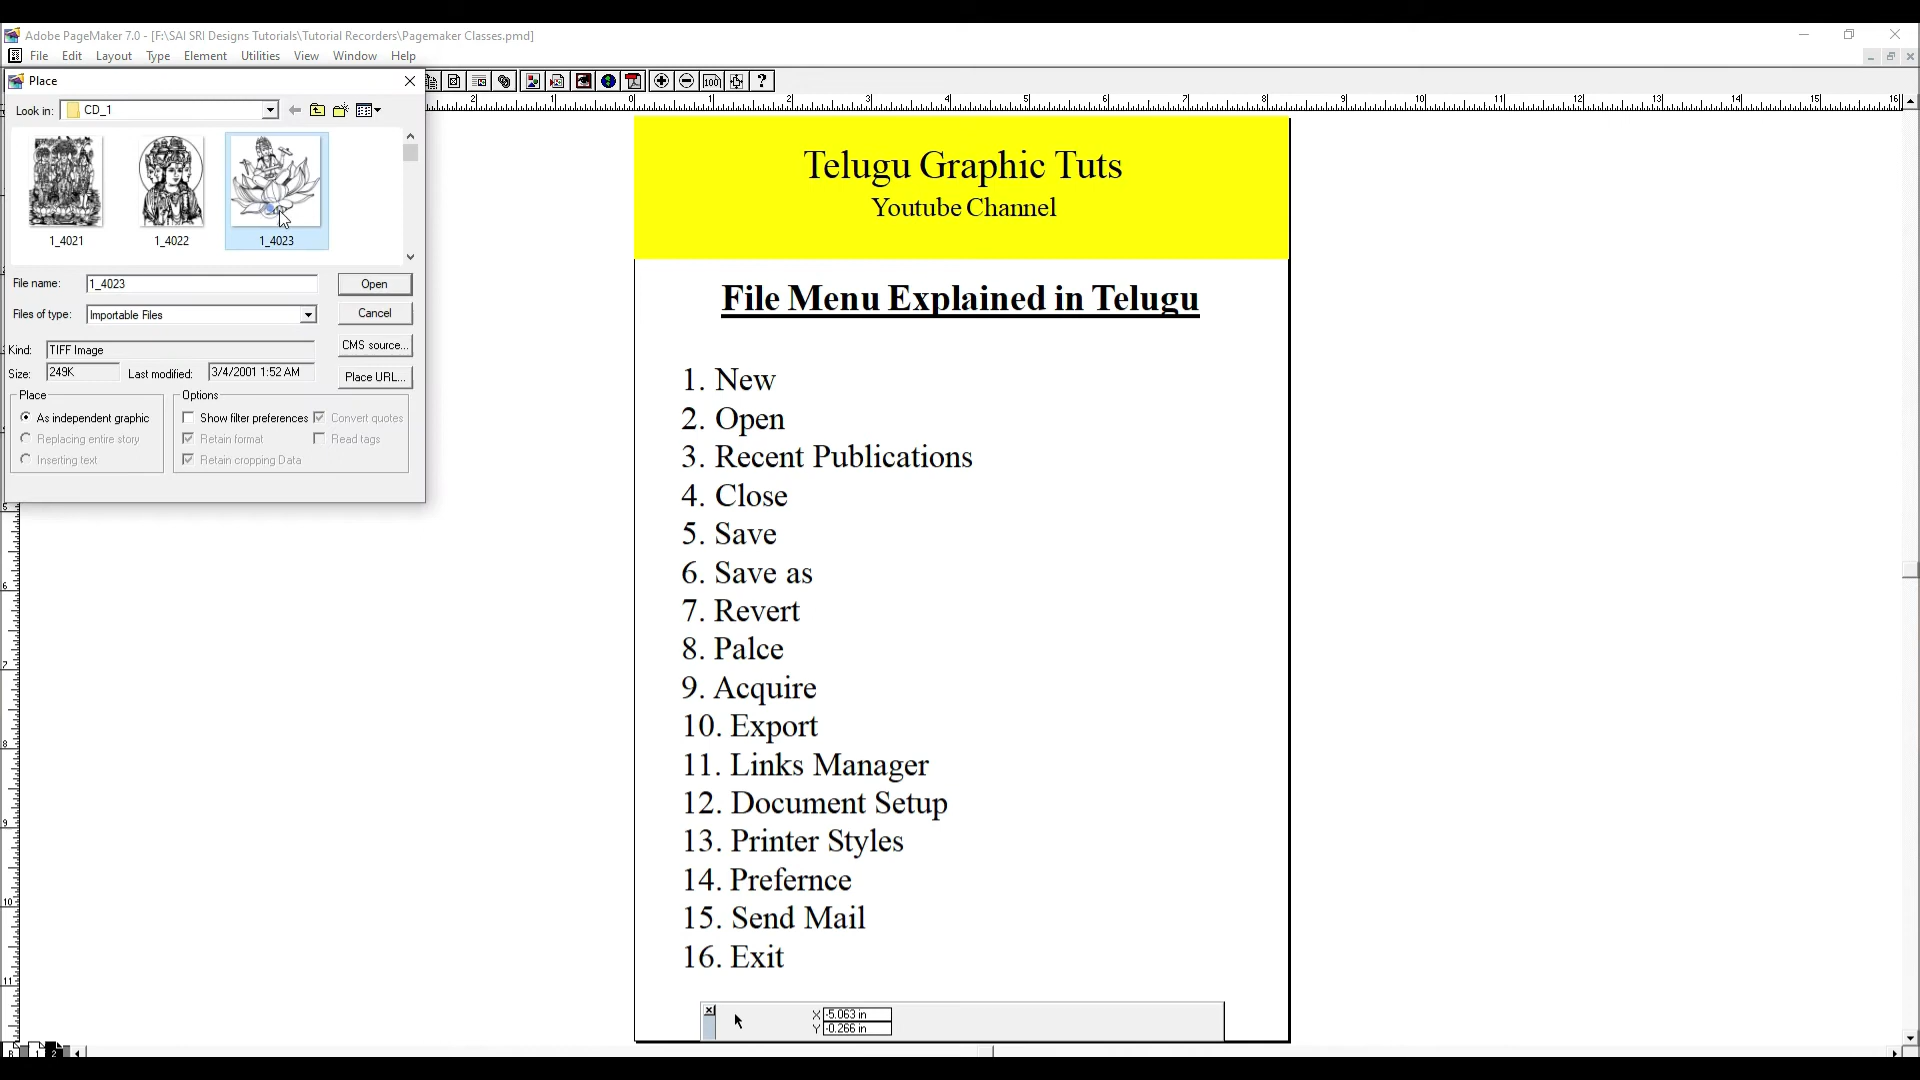 Adobe PageMaker 7.0 - [F:\SAI SRI Designs Tutorials\Tutorial Recorders\Pagemaker Classes.pmd]
File Edit Layout Type Element Utilities View Window Help
Place
Look in: CD_1
1_4021 1_4022 1_4023
File name: 1_4023 Open
Files of type: Importable Files Cancel
CMS source...
Kind: TIFF Image
Size: 249K Last modified: 3/4/2001 1:52 AM Place URL...
Place Options
As independent graphic Show filter preferences Convert quotes
Replacing entire story Retain format Read tags
Inserting text Retain cropping Data
Telugu Graphic Tuts
Youtube Channel
File Menu Explained in Telugu
1. New
2. Open
3. Recent Publications
4. Close
5. Save
6. Save as
7. Revert
8. Palce
9. Acquire
10. Export
11. Links Manager
12. Document Setup
13. Printer Styles
14. Prefernce
15. Send Mail
16. Exit
X -5.063 in
Y -0.266 in